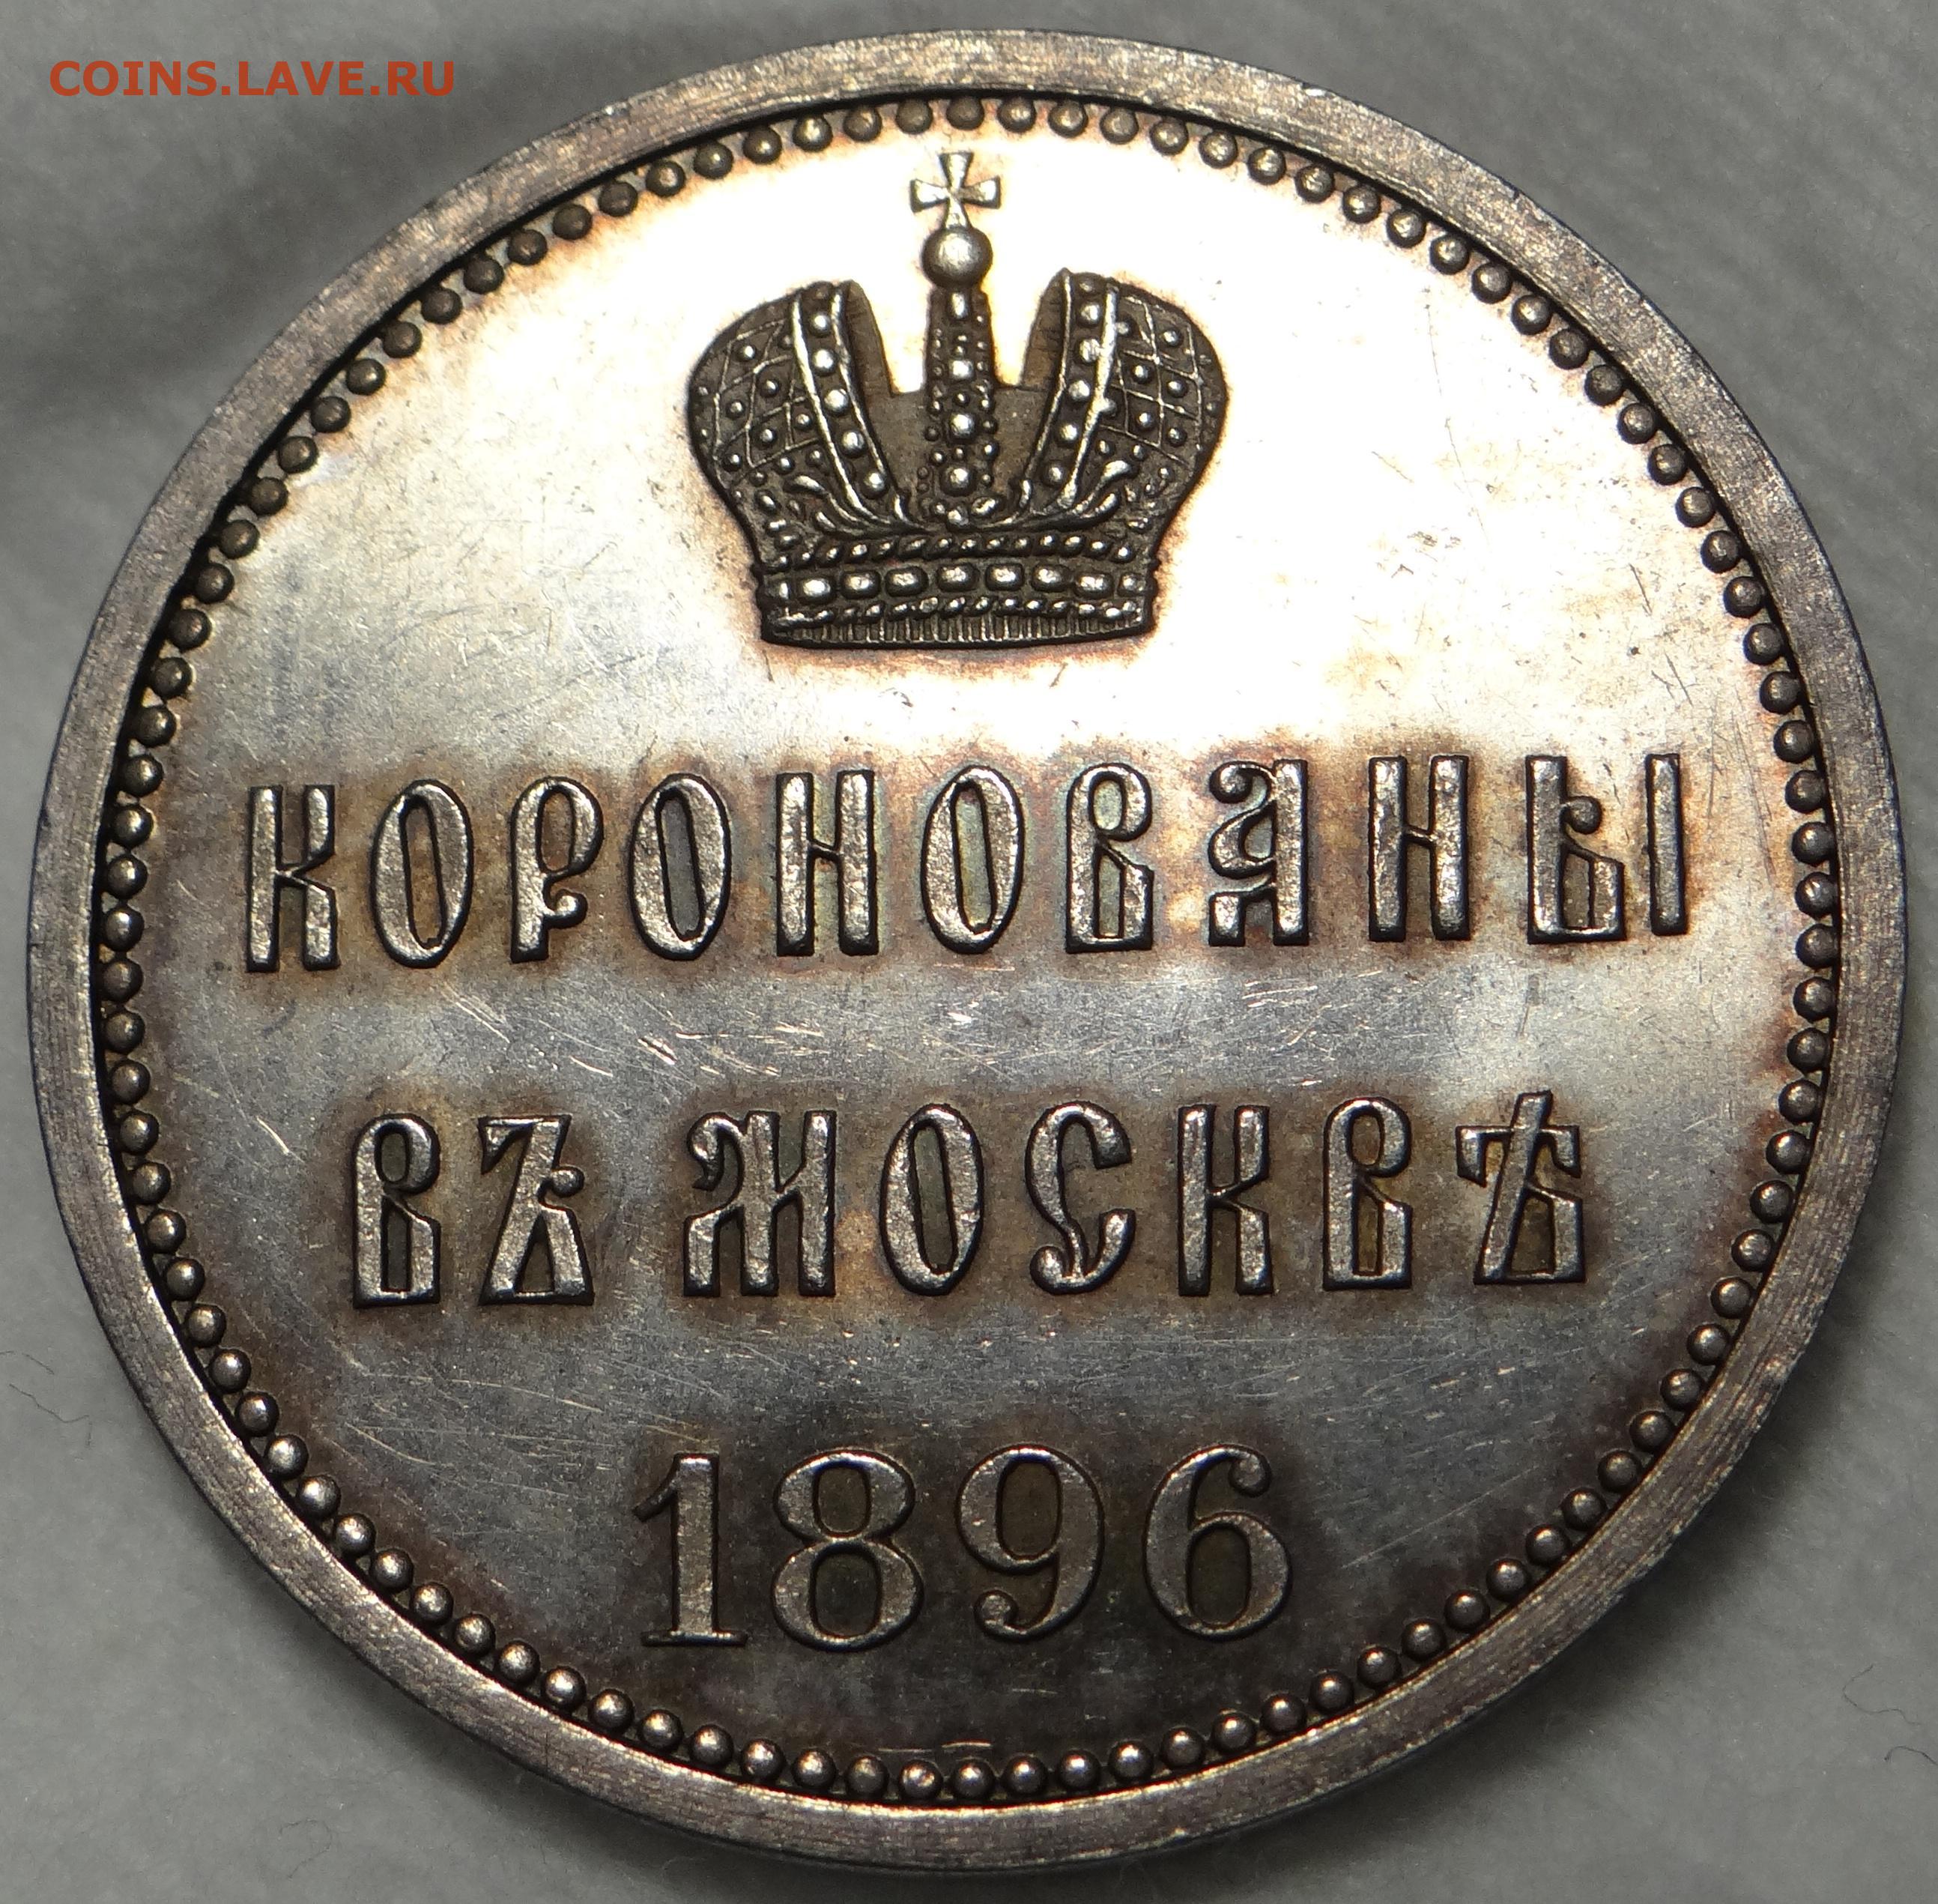 COINS.LAVE.RU
КОРОНОВАНЫ
ВЪ МОСКВѢ
1896